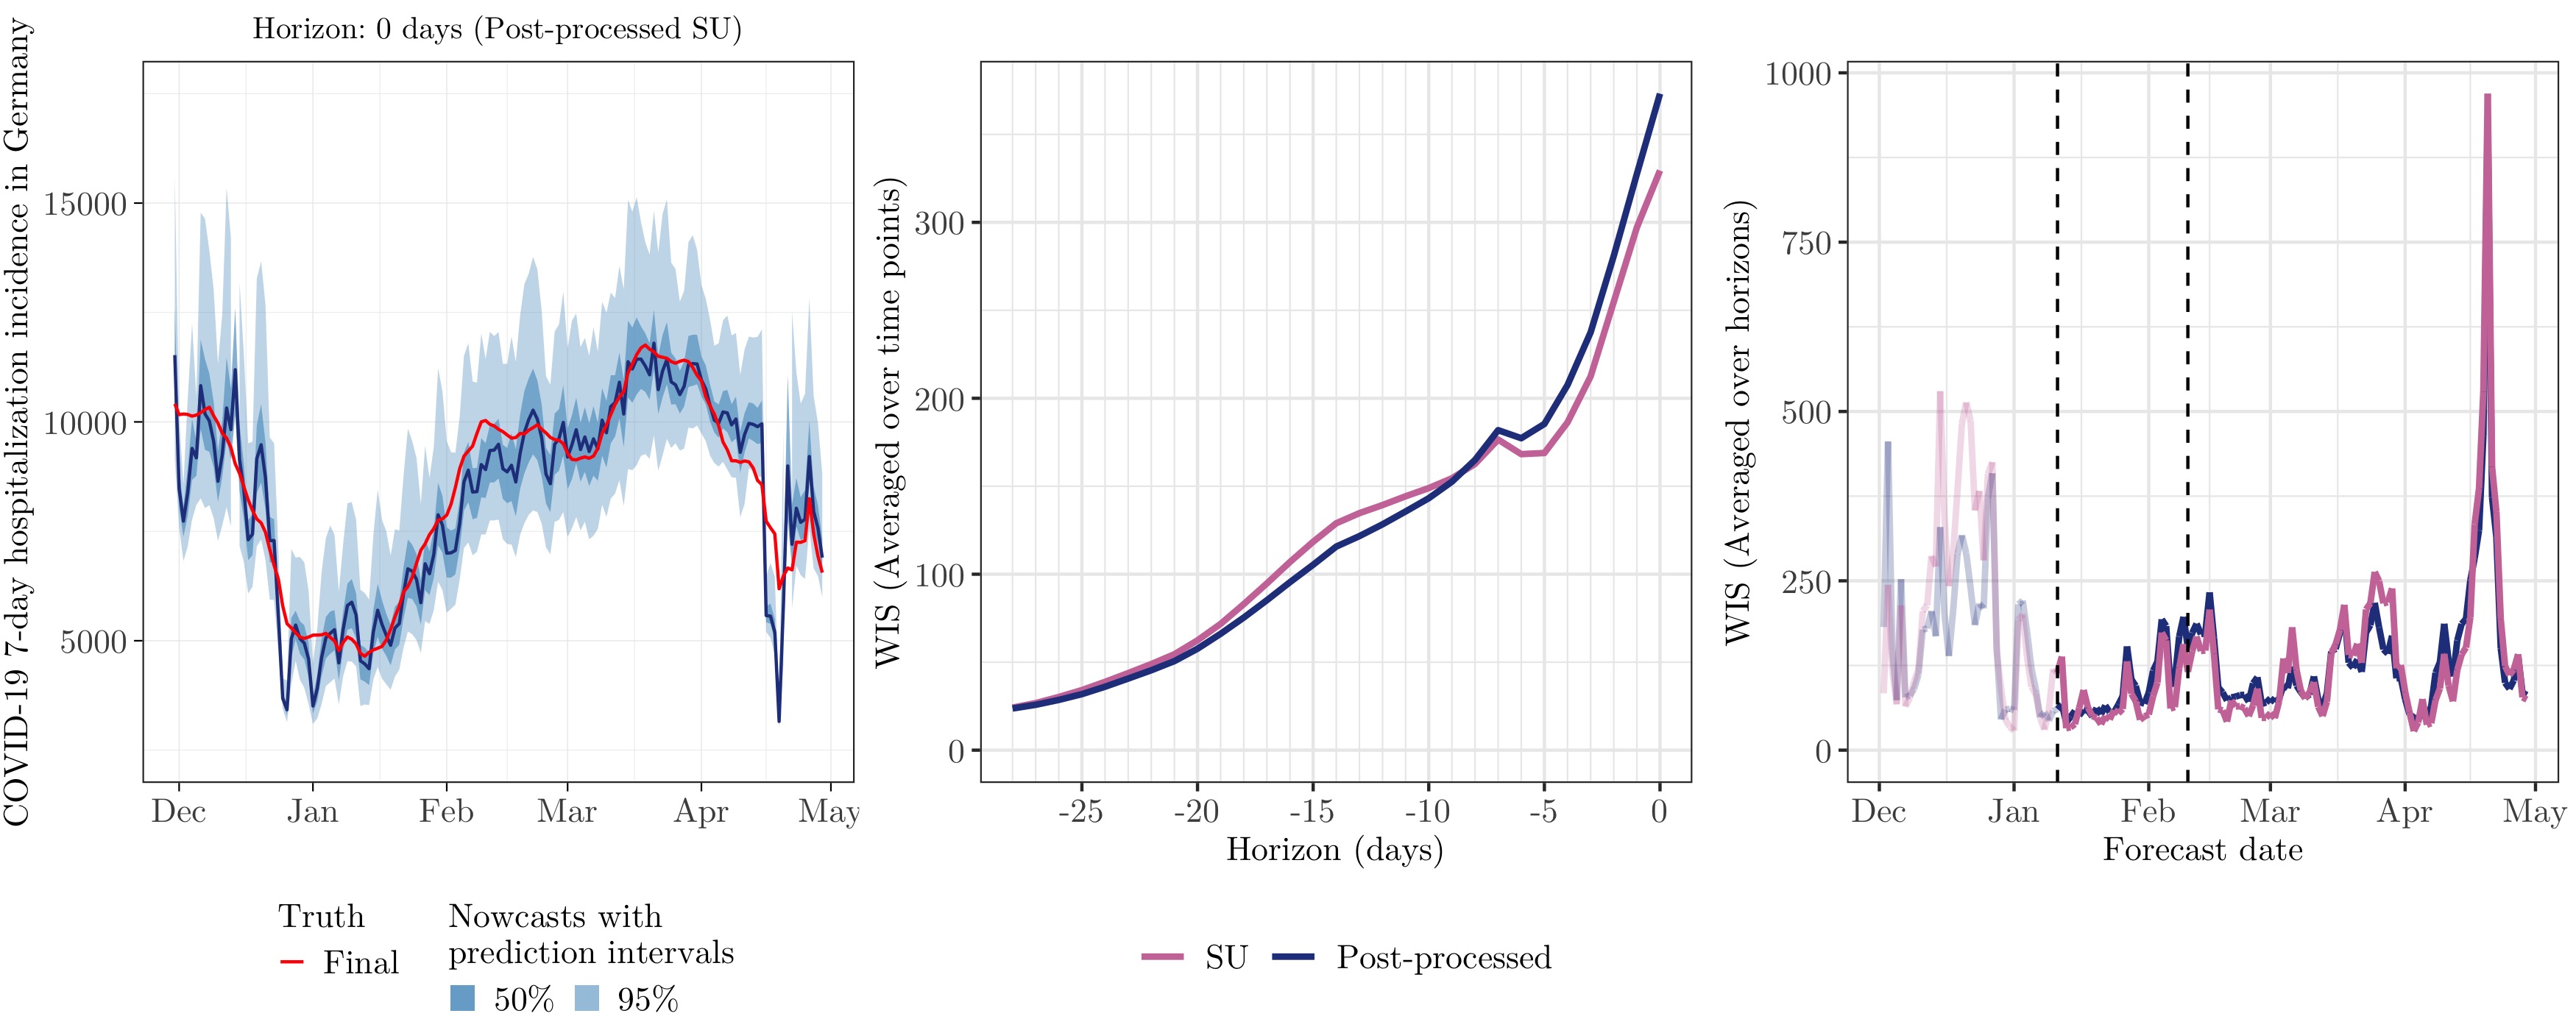 Horizon: 0 days (Post-processed SU)
COVID-19 7-day hospitalization incidence in Germany
15000
10000
5000
Dec Jan Feb Mar Apr May
Truth
Final
Nowcasts with
prediction intervals
50% 95%
WIS (Averaged over time points)
300
200
100
0
-25 -20 -15 -10 -5 0
Horizon (days)
SU Post-processed
WIS (Averaged over horizons)
1000
750
500
250
0
Dec Jan Feb Mar Apr May
Forecast date